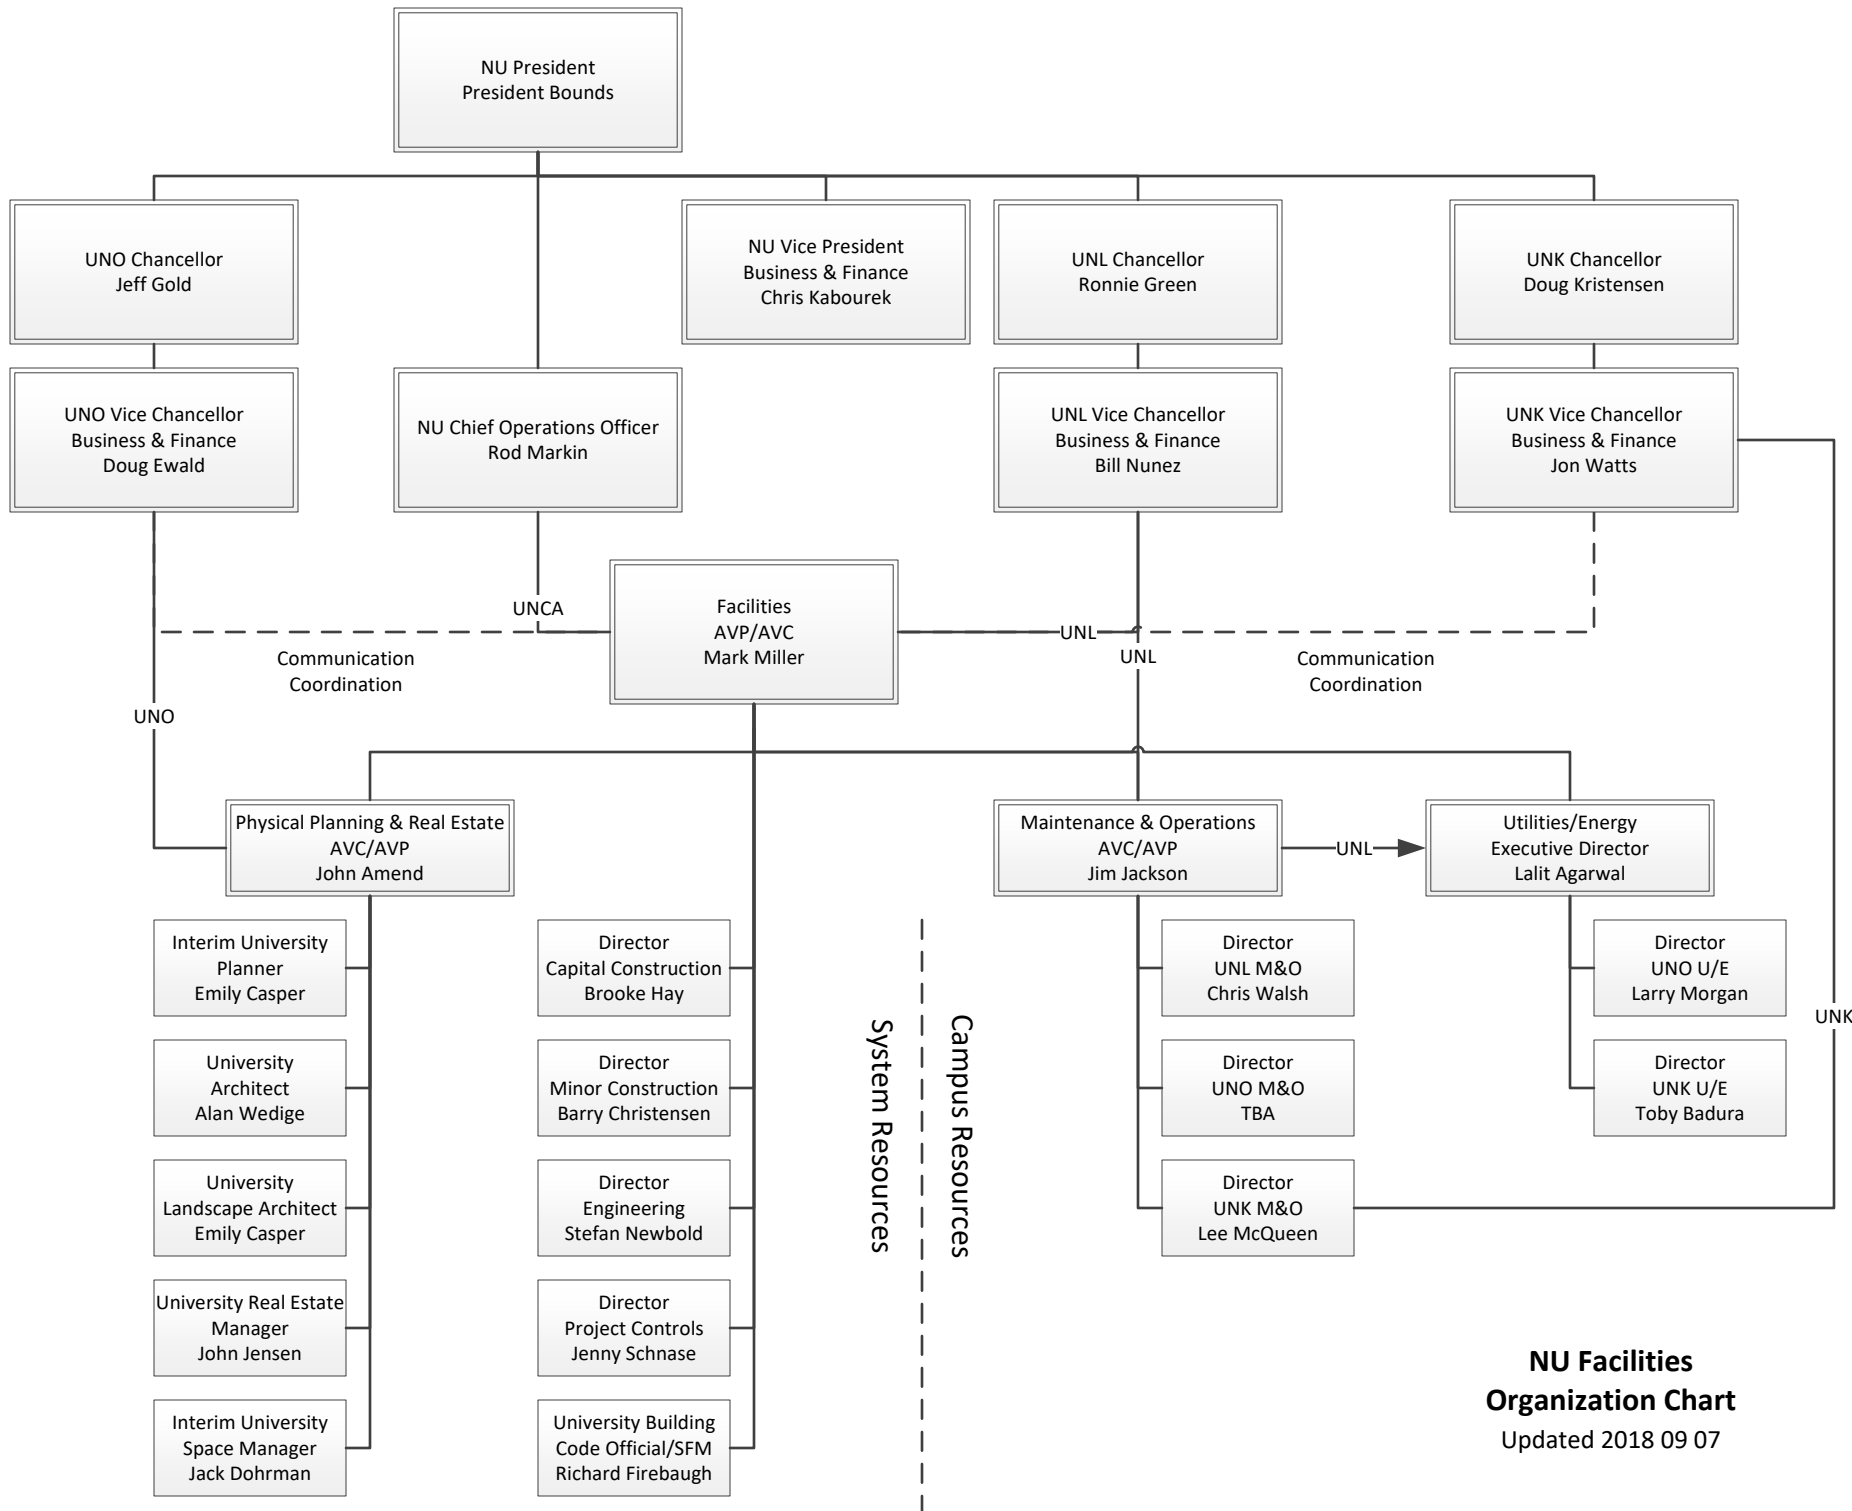 NU President
President Bounds
UNO Chancellor
Jeff Gold
NU Vice President
Business & Finance
Chris Kabourek
UNL Chancellor
Ronnie Green
UNK Chancellor
Doug Kristensen
UNO Vice Chancellor
Business & Finance
Doug Ewald
NU Chief Operations Officer
Rod Markin
UNL Vice Chancellor
Business & Finance
Bill Nunez
UNK Vice Chancellor
Business & Finance
Jon Watts
UNCA
Facilities
AVP/AVC
Mark Miller
UNL
UNL
Communication
Coordination
Communication
Coordination
UNO
Physical Planning & Real Estate
AVC/AVP
John Amend
Maintenance & Operations
AVC/AVP
Jim Jackson
UNL
Utilities/Energy
Executive Director
Lalit Agarwal
Interim University
Planner
Emily Casper
University
Architect
Alan Wedige
University
Landscape Architect
Emily Casper
University Real Estate
Manager
John Jensen
Interim University
Space Manager
Jack Dohrman
Director
Capital Construction
Brooke Hay
Director
Minor Construction
Barry Christensen
Director
Engineering
Stefan Newbold
Director
Project Controls
Jenny Schnase
University Building
Code Official/SFM
Richard Firebaugh
System Resources
Campus Resources
Director
UNL M&O
Chris Walsh
Director
UNO M&O
TBA
Director
UNK M&O
Lee McQueen
Director
UNO U/E
Larry Morgan
Director
UNK U/E
Toby Badura
UNK
NU Facilities
Organization Chart
Updated 2018 09 07